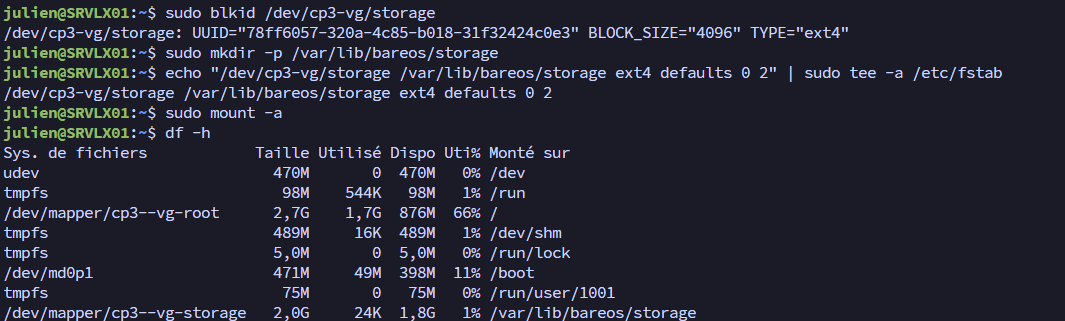 julien@SRVLX01:~$ sudo blkid /dev/cp3-vg/storage
/dev/cp3-vg/storage: UUID="78ff6057-320a-4c85-b018-31f32424c0e3" BLOCK_SIZE="4096" TYPE="ext4"
julien@SRVLX01:~$ sudo mkdir -p /var/lib/bareos/storage
julien@SRVLX01:~$ echo "/dev/cp3-vg/storage /var/lib/bareos/storage ext4 defaults 0 2" | sudo tee -a /etc/fstab
/dev/cp3-vg/storage /var/lib/bareos/storage ext4 defaults 0 2
julien@SRVLX01:~$ sudo mount -a
julien@SRVLX01:~$ df -h
Sys. de fichiers           Taille Utilisé Dispo Uti% Monté sur
udev                         470M       0  470M   0% /dev
tmpfs                         98M    544K   98M   1% /run
/dev/mapper/cp3--vg-root     2,7G    1,7G  876M  66% /
tmpfs                        489M     16K  489M   1% /dev/shm
tmpfs                        5,0M       0  5,0M   0% /run/lock
/dev/md0p1                   471M     49M  398M  11% /boot
tmpfs                         75M       0   75M   0% /run/user/1001
/dev/mapper/cp3--vg-storage  2,0G     24K  1,8G   1% /var/lib/bareos/storage